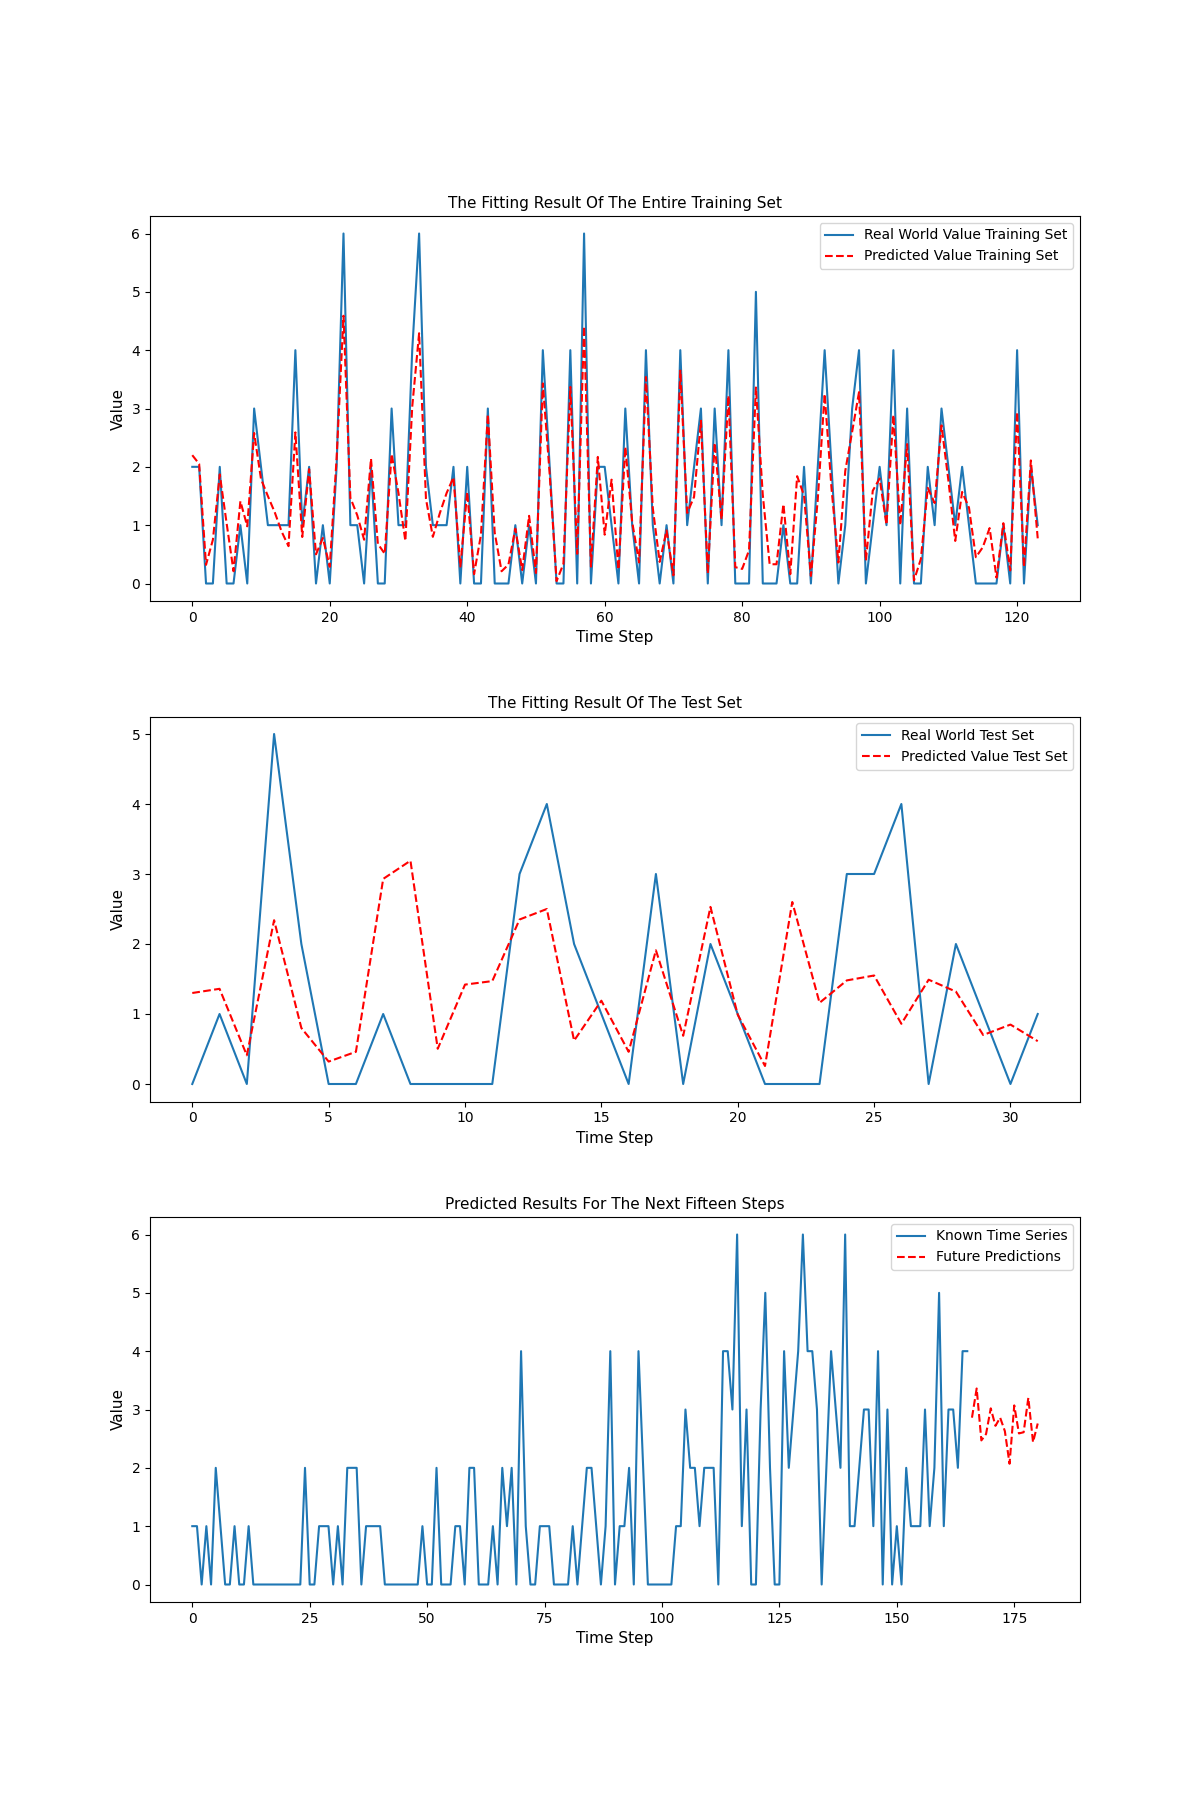 The Fitting Result Of The Entire Training Set
Real World Value Training Set
Predicted Value Training Set
Value
6
5
4
3
2
1
0
0 20 40 60 80 100 120
Time Step
The Fitting Result Of The Test Set
Real World Test Set
Predicted Value Test Set
Value
5
4
3
2
1
0
0 5 10 15 20 25 30
Time Step
Predicted Results For The Next Fifteen Steps
Known Time Series
Future Predictions
Value
6
5
4
3
2
1
0
0 25 50 75 100 125 150 175
Time Step